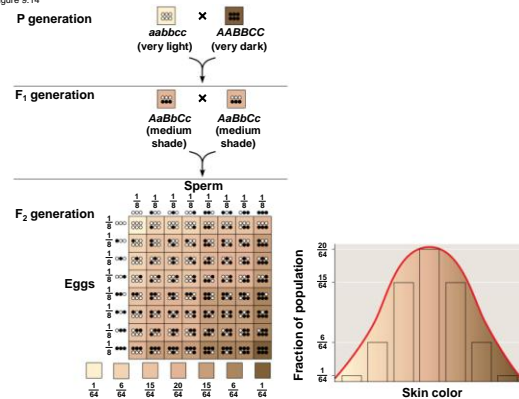 Figure 9.14
P generation
×
aabbcc
(very light)
AABBCC
(very dark)
F1 generation
×
AaBbCc
(medium
shade)
AaBbCc
(medium
shade)
Sperm
1/8 1/8 1/8 1/8 1/8 1/8 1/8 1/8
F2 generation
Eggs
1/8
1/8
1/8
1/8
1/8
1/8
1/8
1/8
1/64 6/64 15/64 20/64 15/64 6/64 1/64
Fraction of population
20/64
15/64
6/64
1/64
Skin color